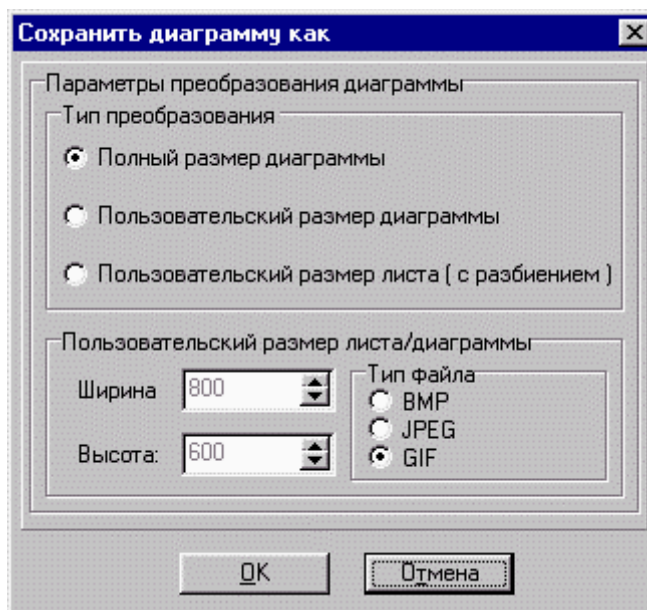 Сохранить диаграмму как
Параметры преобразования диаграммы
Тип преобразования
Полный размер диаграммы
Пользовательский размер диаграммы
Пользовательский размер листа ( с разбиением )
Пользовательский размер листа/диаграммы
Ширина 800
Высота: 600
Тип файла
BMP
JPEG
GIF
OK Отмена